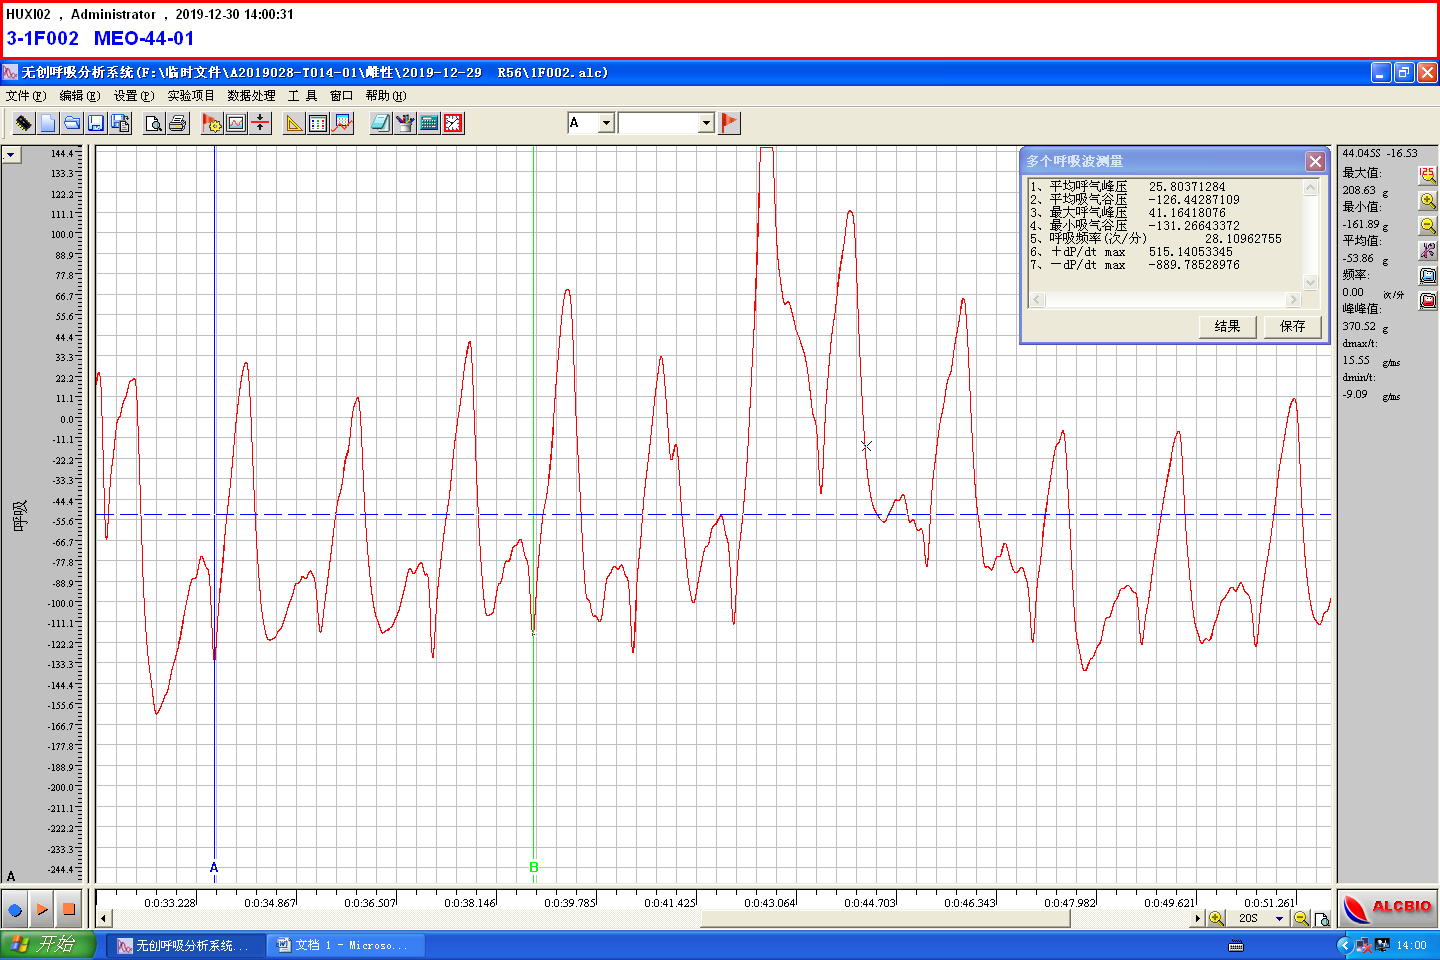 HUXI02 , Administrator , 2019-12-30 14:00:31
3-1F002 MEO-44-01
无创呼吸分析系统(F:\临时文件\A2019028-T014-01\雌性\2019-12-29 R56\1F002.alc)
文件(F) 编辑(E) 设置(P) 实验项目 数据处理 工 具 窗口 帮助(H)
A
多个呼吸波测量
1、平均呼气峰压 25.80371284
2、平均吸气谷压 -126.44287109
3、最大呼气峰压 41.16418076
4、最小吸气谷压 -131.26643372
5、呼吸频率(次/分) 28.10962755
6、+dP/dt max 515.14053345
7、-dP/dt max -889.78528976
结果 保存
44.045S -16.53
最大值:
208.63 g
最小值:
-161.89 g
平均值:
-53.86 g
频率:
0.00 次/分
峰峰值:
370.52 g
dmax/t:
15.55 g/ms
dmin/t:
-9.09 g/ms
125
144.4
133.3
122.2
111.1
100.0
88.9
77.8
66.7
55.6
44.4
33.3
22.2
11.1
0.0
-11.1
-22.2
-33.3
-44.4
-55.6
-66.7
-77.8
-88.9
-100.0
-111.1
-122.2
-133.3
-144.4
-155.6
-166.7
-177.8
-188.9
-200.0
-211.1
-222.2
-233.3
-244.4
呼吸
A
A B
0:0:33.228 0:0:34.867 0:0:36.507 0:0:38.146 0:0:39.785 0:0:41.425 0:0:43.064 0:0:44.703 0:0:46.343 0:0:47.982 0:0:49.621 0:0:51.261
20S
ALCBIO
开始 无创呼吸分析系统... 文档 1 - Microso... 14:00